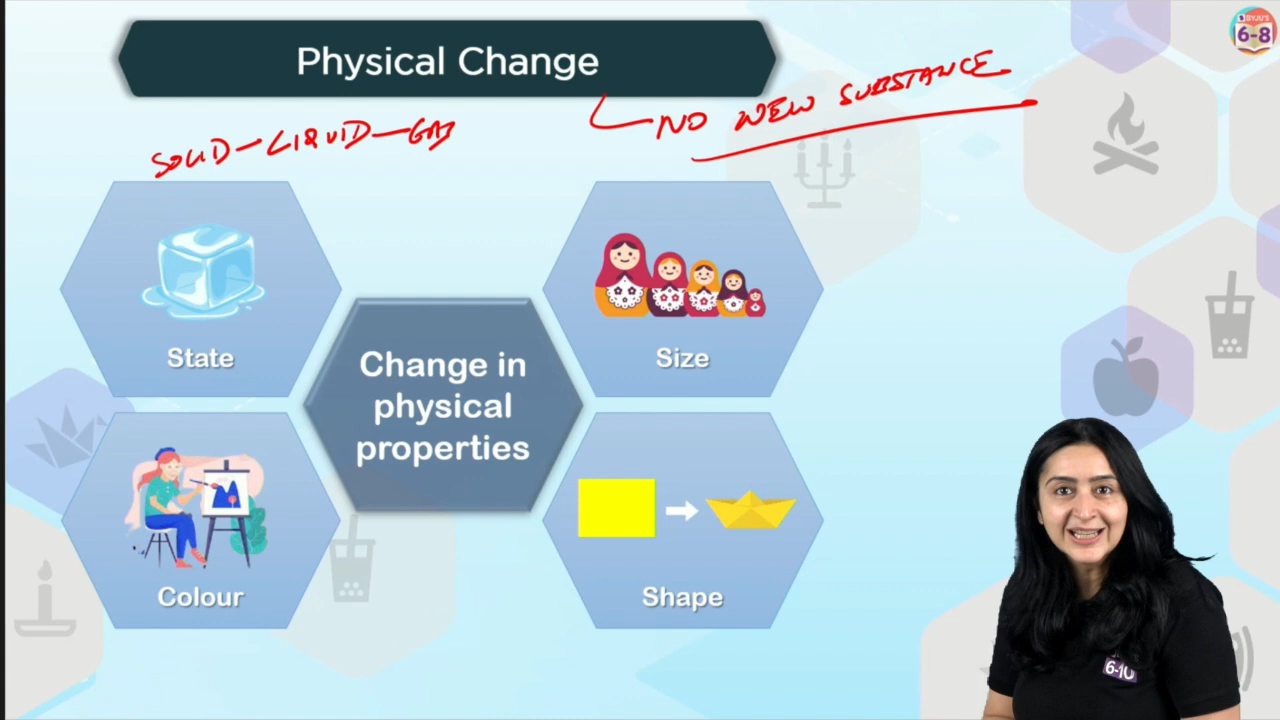 BYJU'S
6-8
Physical Change
NO NEW SUBSTANCE
SOLID-LIQUID-GAS
State
Size
Change in
physical
properties
Colour
Shape
6-10